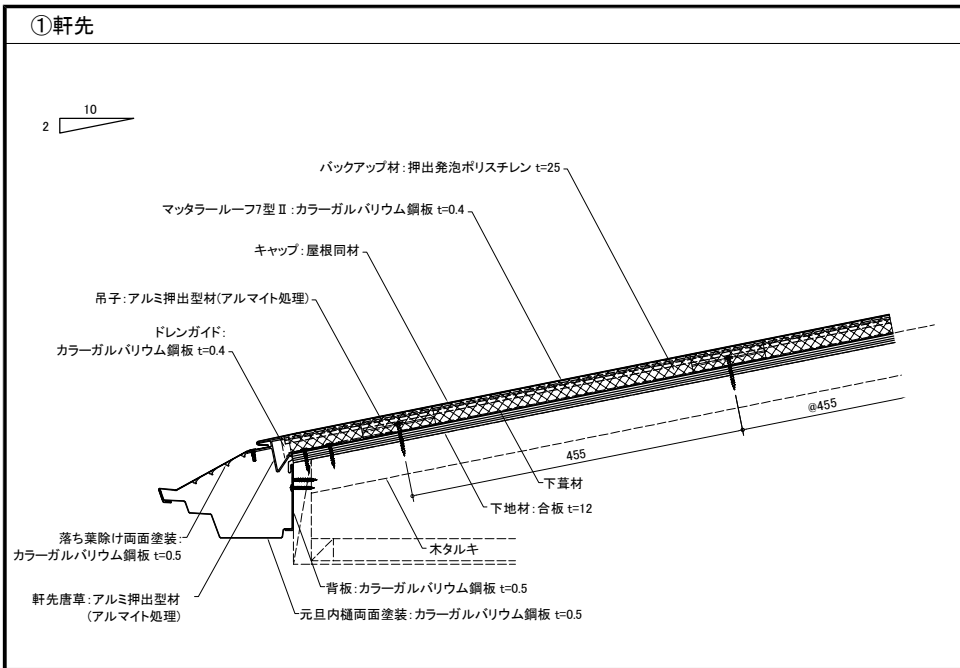 ①軒先
10
2
バックアップ材:押出発泡ポリスチレン t=25
マッタラールーフ7型Ⅱ:カラーガルバリウム鋼板 t=0.4
キャップ:屋根同材
吊子:アルミ押出型材(アルマイト処理)
ドレンガイド:
カラーガルバリウム鋼板 t=0.4
@455
455
下葺材
下地材:合板 t=12
木タルキ
落ち葉除け両面塗装:
カラーガルバリウム鋼板 t=0.5
背板:カラーガルバリウム鋼板 t=0.5
軒先唐草:アルミ押出型材
(アルマイト処理)
元旦内樋両面塗装:カラーガルバリウム鋼板 t=0.5